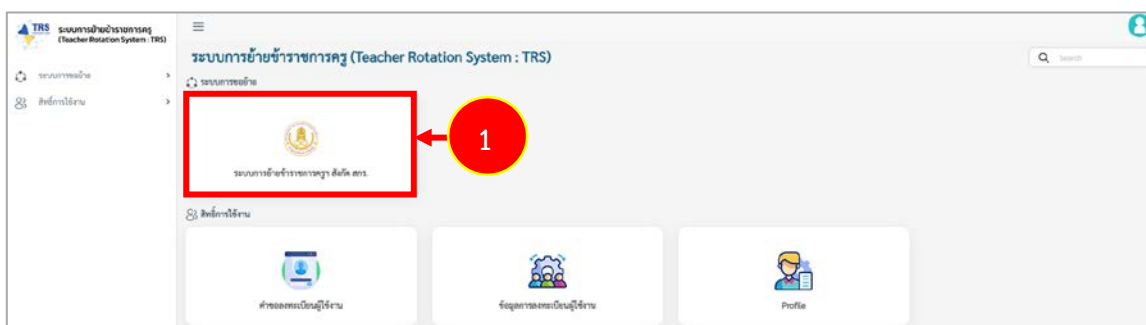 TRS ระบบการย้ายข้าราชการครู
(Teacher Rotation System : TRS)
ระบบการขอย้าย
สิทธิ์การใช้งาน
ระบบการย้ายข้าราชการครู (Teacher Rotation System : TRS)
Search
ระบบการขอย้าย
1
ระบบการย้ายข้าราชการครูฯ สังกัด สกร.
สิทธิ์การใช้งาน
คำขอลงทะเบียนผู้ใช้งาน
ข้อมูลการลงทะเบียนผู้ใช้งาน
Profile